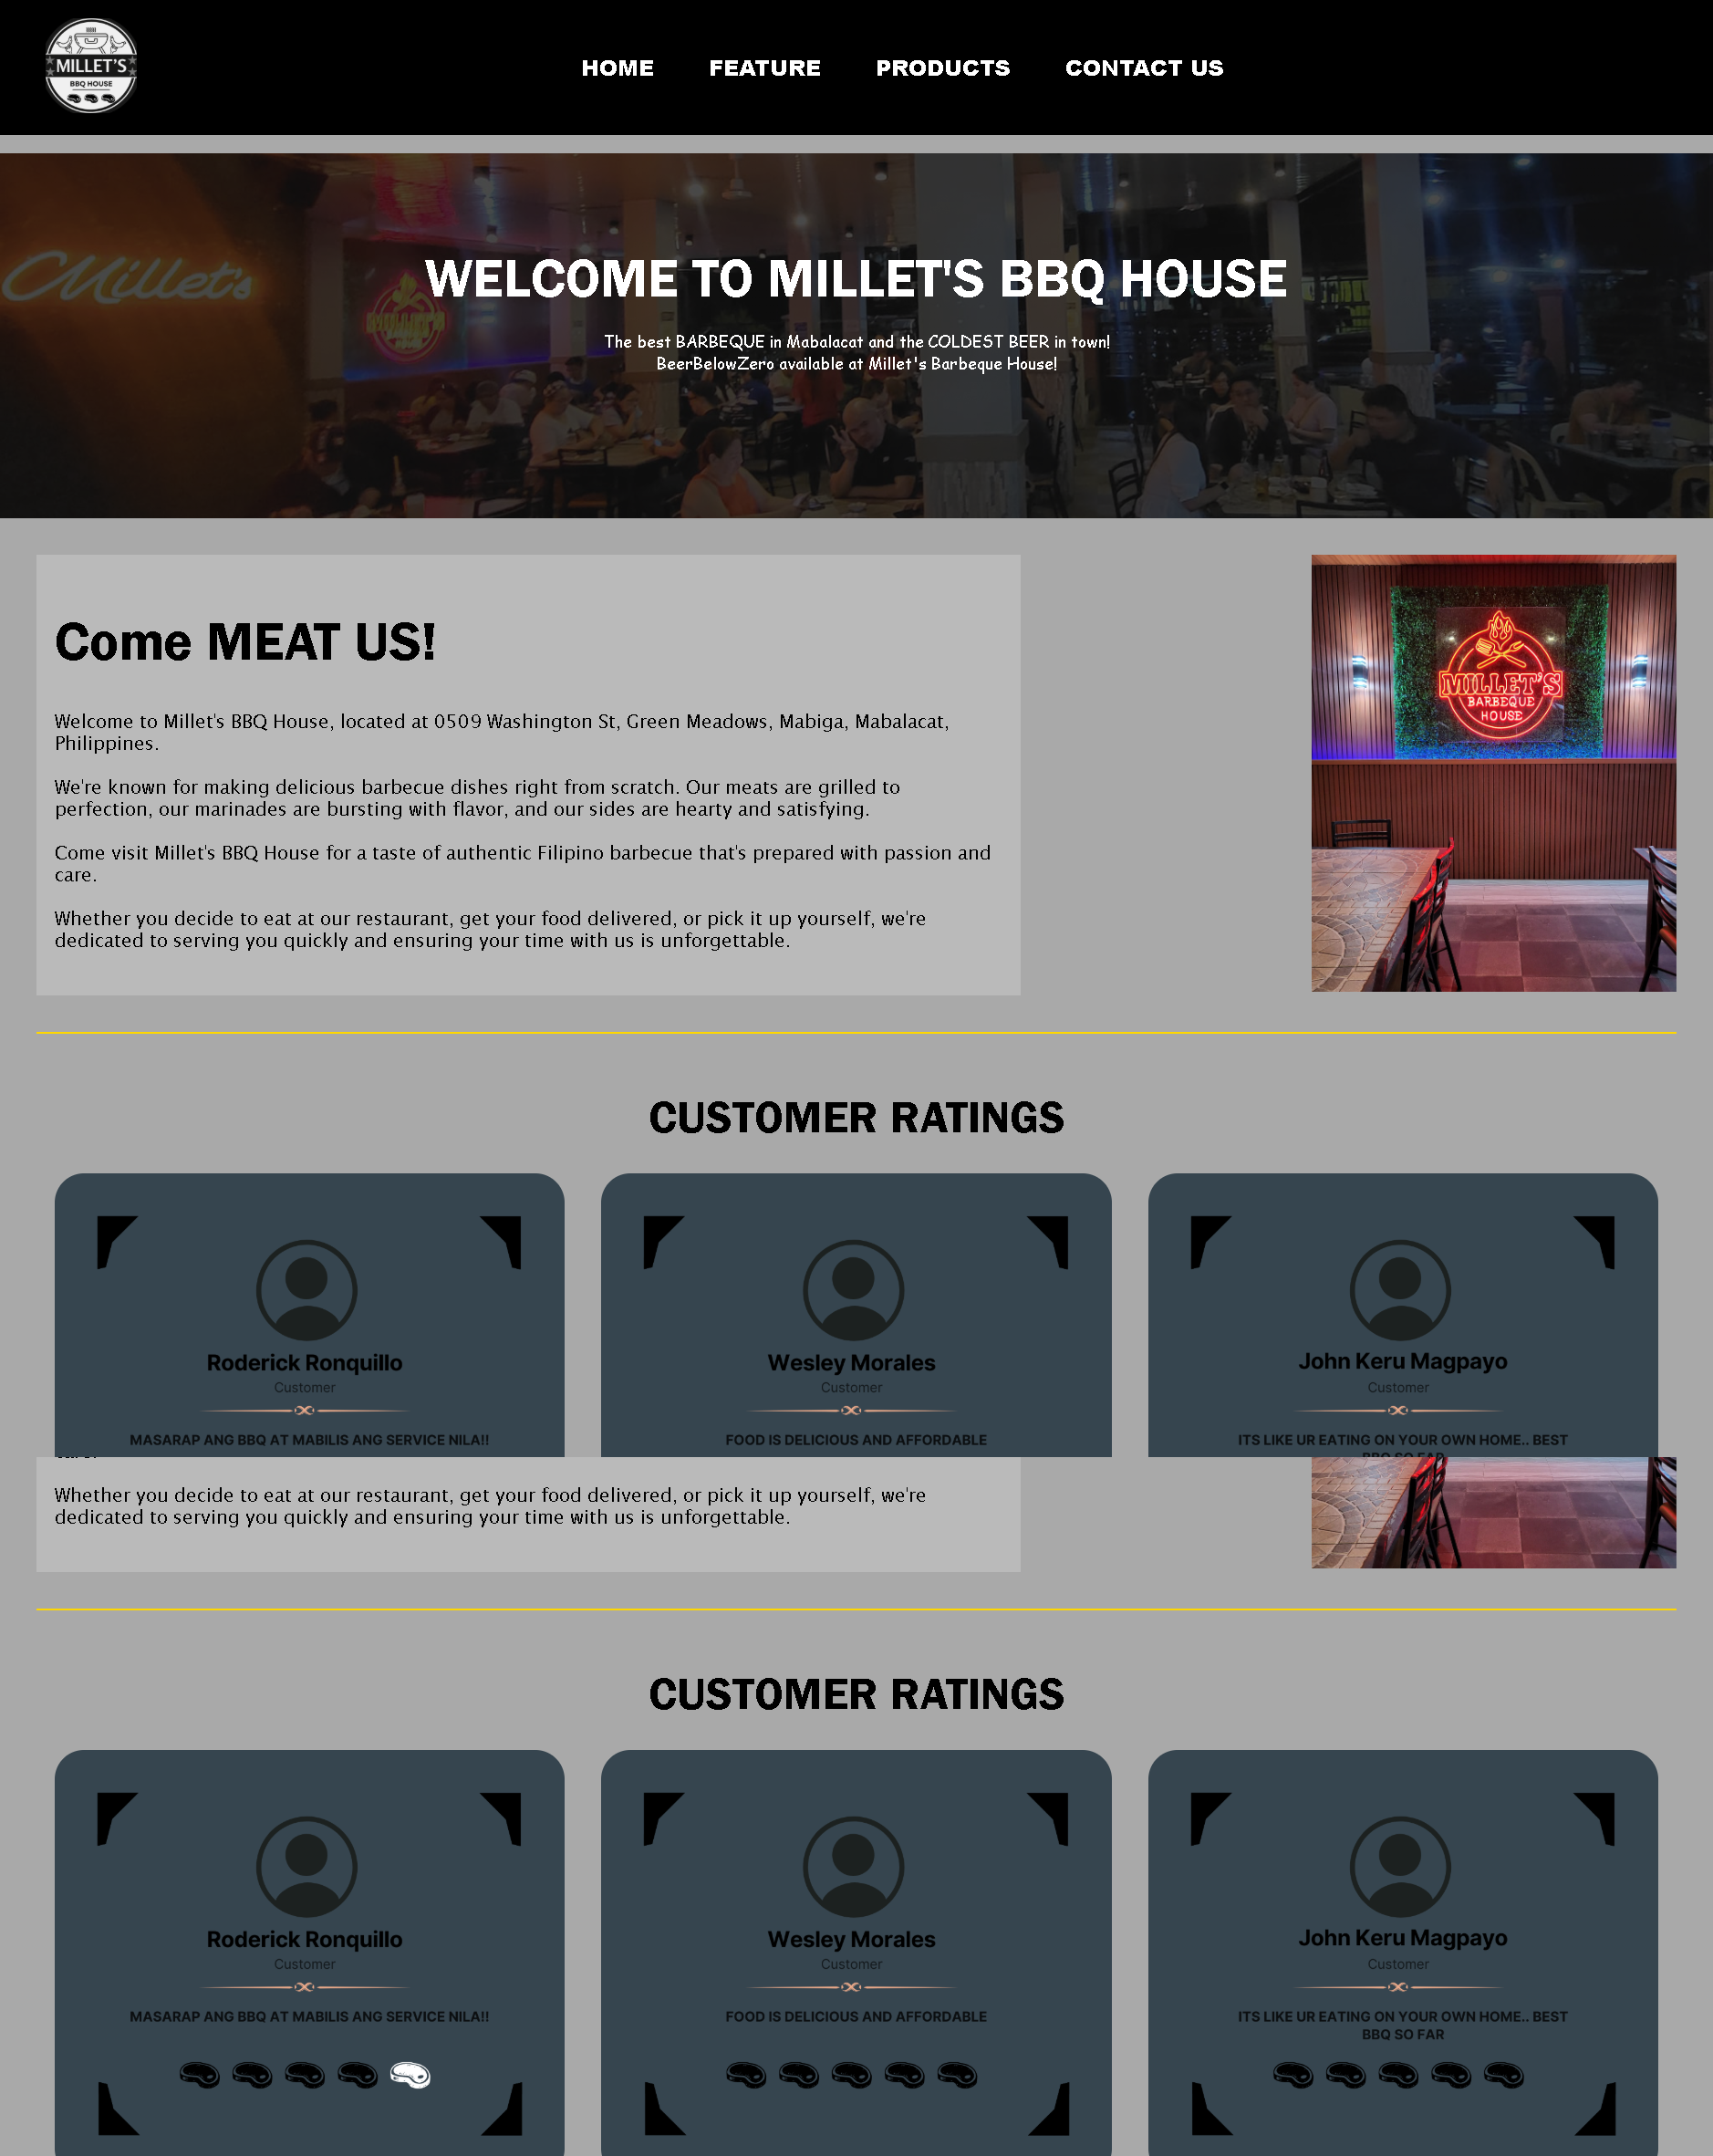 MILLET'S
BBQ HOUSE
HOME FEATURE PRODUCTS CONTACT US
Millet's
MILLET'S
WELCOME TO MILLET'S BBQ HOUSE
The best BARBEQUE in Mabalacat and the COLDEST BEER in town!
BeerBelowZero available at Millet's Barbeque House!
Come MEAT US!
Welcome to Millet's BBQ House, located at 0509 Washington St, Green Meadows, Mabiga, Mabalacat,
Philippines.
We're known for making delicious barbecue dishes right from scratch. Our meats are grilled to
perfection, our marinades are bursting with flavor, and our sides are hearty and satisfying.
Come visit Millet's BBQ House for a taste of authentic Filipino barbecue that's prepared with passion and
care.
Whether you decide to eat at our restaurant, get your food delivered, or pick it up yourself, we're
dedicated to serving you quickly and ensuring your time with us is unforgettable.
MILLET'S
BARBEQUE
HOUSE
CUSTOMER RATINGS
Roderick Ronquillo
Customer
MASARAP ANG BBQ AT MABILIS ANG SERVICE NILA!!
Wesley Morales
Customer
FOOD IS DELICIOUS AND AFFORDABLE
John Keru Magpayo
Customer
ITS LIKE UR EATING ON YOUR OWN HOME.. BEST
Whether you decide to eat at our restaurant, get your food delivered, or pick it up yourself, we're
dedicated to serving you quickly and ensuring your time with us is unforgettable.
CUSTOMER RATINGS
Roderick Ronquillo
Customer
MASARAP ANG BBQ AT MABILIS ANG SERVICE NILA!!
Wesley Morales
Customer
FOOD IS DELICIOUS AND AFFORDABLE
John Keru Magpayo
Customer
ITS LIKE UR EATING ON YOUR OWN HOME.. BEST
BBQ SO FAR